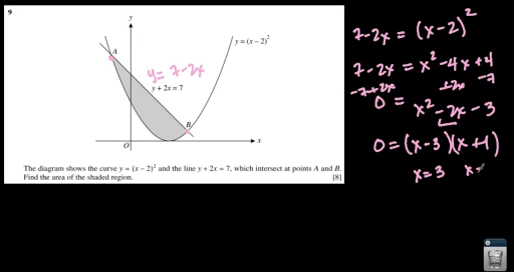 9
y
7-2x = (x-2)²
y = (x – 2)²
A
y = 7-2x
7-2x = x²-4x+4
y + 2x = 7
-7+2x +2x -7
0 = x²-2x-3
B
O x
0=(x-3)(x+1)
The diagram shows the curve y = (x – 2)² and the line y + 2x = 7, which intersect at points A and B.
x=3 x=
Find the area of the shaded region. [8]
0